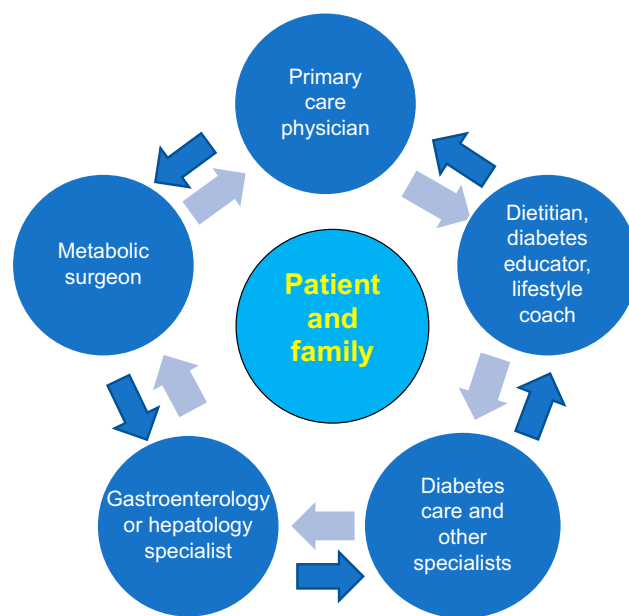 Primary
care
physician
Dietitian,
diabetes
educator,
lifestyle
coach
Diabetes
care and
other
specialists
Gastroenterology
or hepatology
specialist
Metabolic
surgeon
Patient
and
family